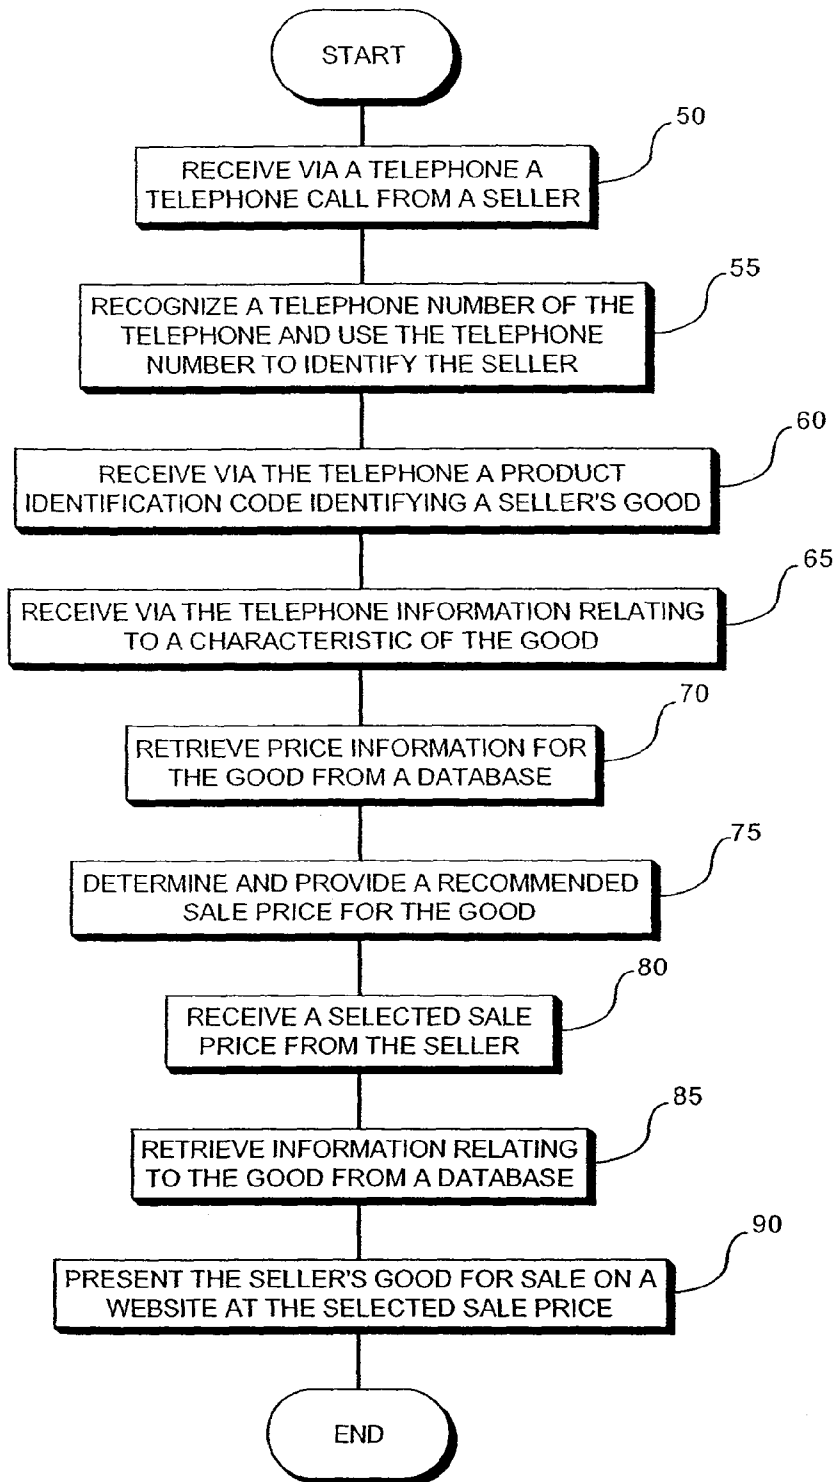 START
50
RECEIVE VIA A TELEPHONE A
TELEPHONE CALL FROM A SELLER
55
RECOGNIZE A TELEPHONE NUMBER OF THE
TELEPHONE AND USE THE TELEPHONE
NUMBER TO IDENTIFY THE SELLER
60
RECEIVE VIA THE TELEPHONE A PRODUCT
IDENTIFICATION CODE IDENTIFYING A SELLER'S GOOD
65
RECEIVE VIA THE TELEPHONE INFORMATION RELATING
TO A CHARACTERISTIC OF THE GOOD
70
RETRIEVE PRICE INFORMATION FOR
THE GOOD FROM A DATABASE
75
DETERMINE AND PROVIDE A RECOMMENDED
SALE PRICE FOR THE GOOD
80
RECEIVE A SELECTED SALE
PRICE FROM THE SELLER
85
RETRIEVE INFORMATION RELATING
TO THE GOOD FROM A DATABASE
90
PRESENT THE SELLER'S GOOD FOR SALE ON A
WEBSITE AT THE SELECTED SALE PRICE
END